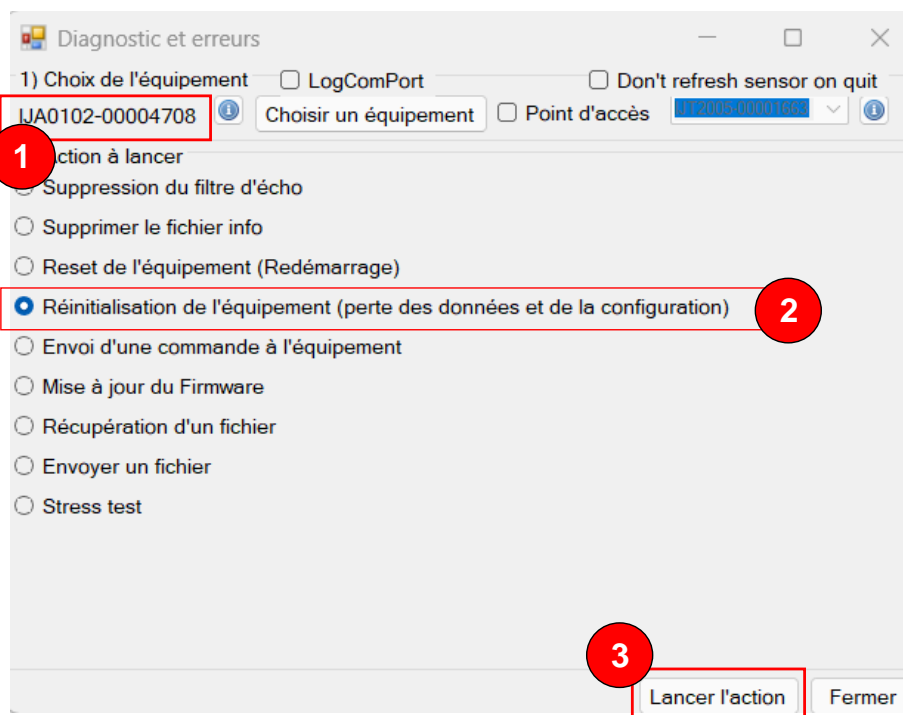 Diagnostic et erreurs
1) Choix de l'équipement LogComPort Don't refresh sensor on quit
IJA0102-00004708 Choisir un équipement Point d'accès IJT2005-00001663
1 ction à lancer
Suppression du filtre d'écho
Supprimer le fichier info
Reset de l'équipement (Redémarrage)
Réinitialisation de l'équipement (perte des données et de la configuration) 2
Envoi d'une commande à l'équipement
Mise à jour du Firmware
Récupération d'un fichier
Envoyer un fichier
Stress test
3
Lancer l'action Fermer